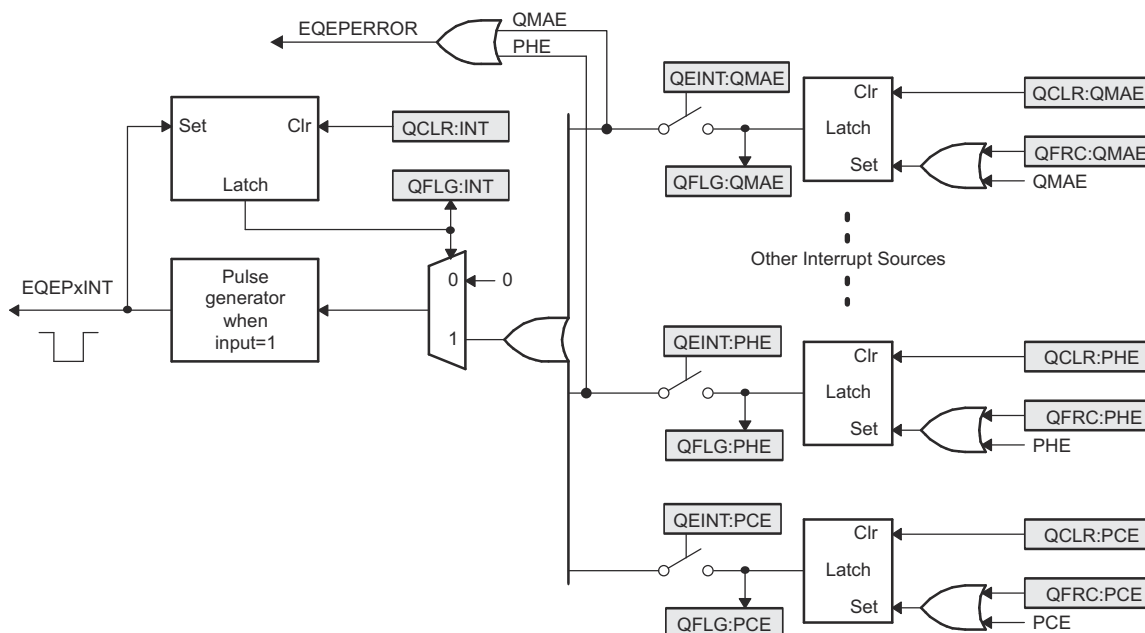 EQEPERROR
QMAE
PHE
Set
Clr
Latch
QCLR:INT
QFLG:INT
0
0
1
EQEPxINT
Pulse
generator
when
input=1
QEINT:QMAE
QFLG:QMAE
Clr
Latch
Set
QCLR:QMAE
QFRC:QMAE
QMAE
Other Interrupt Sources
QEINT:PHE
QFLG:PHE
Clr
Latch
Set
QCLR:PHE
QFRC:PHE
PHE
QEINT:PCE
QFLG:PCE
Clr
Latch
Set
QCLR:PCE
QFRC:PCE
PCE